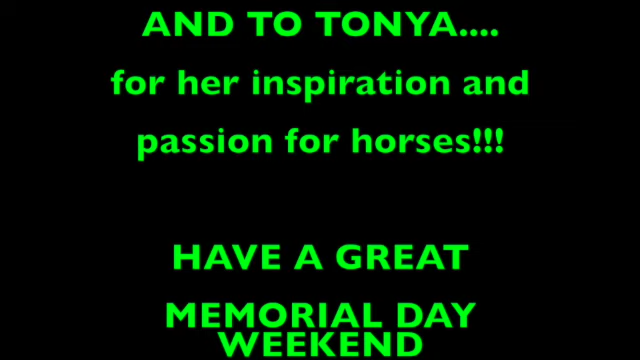 AND TO TONYA....
for her inspiration and
passion for horses!!!
HAVE A GREAT
MEMORIAL DAY
WEEKEND